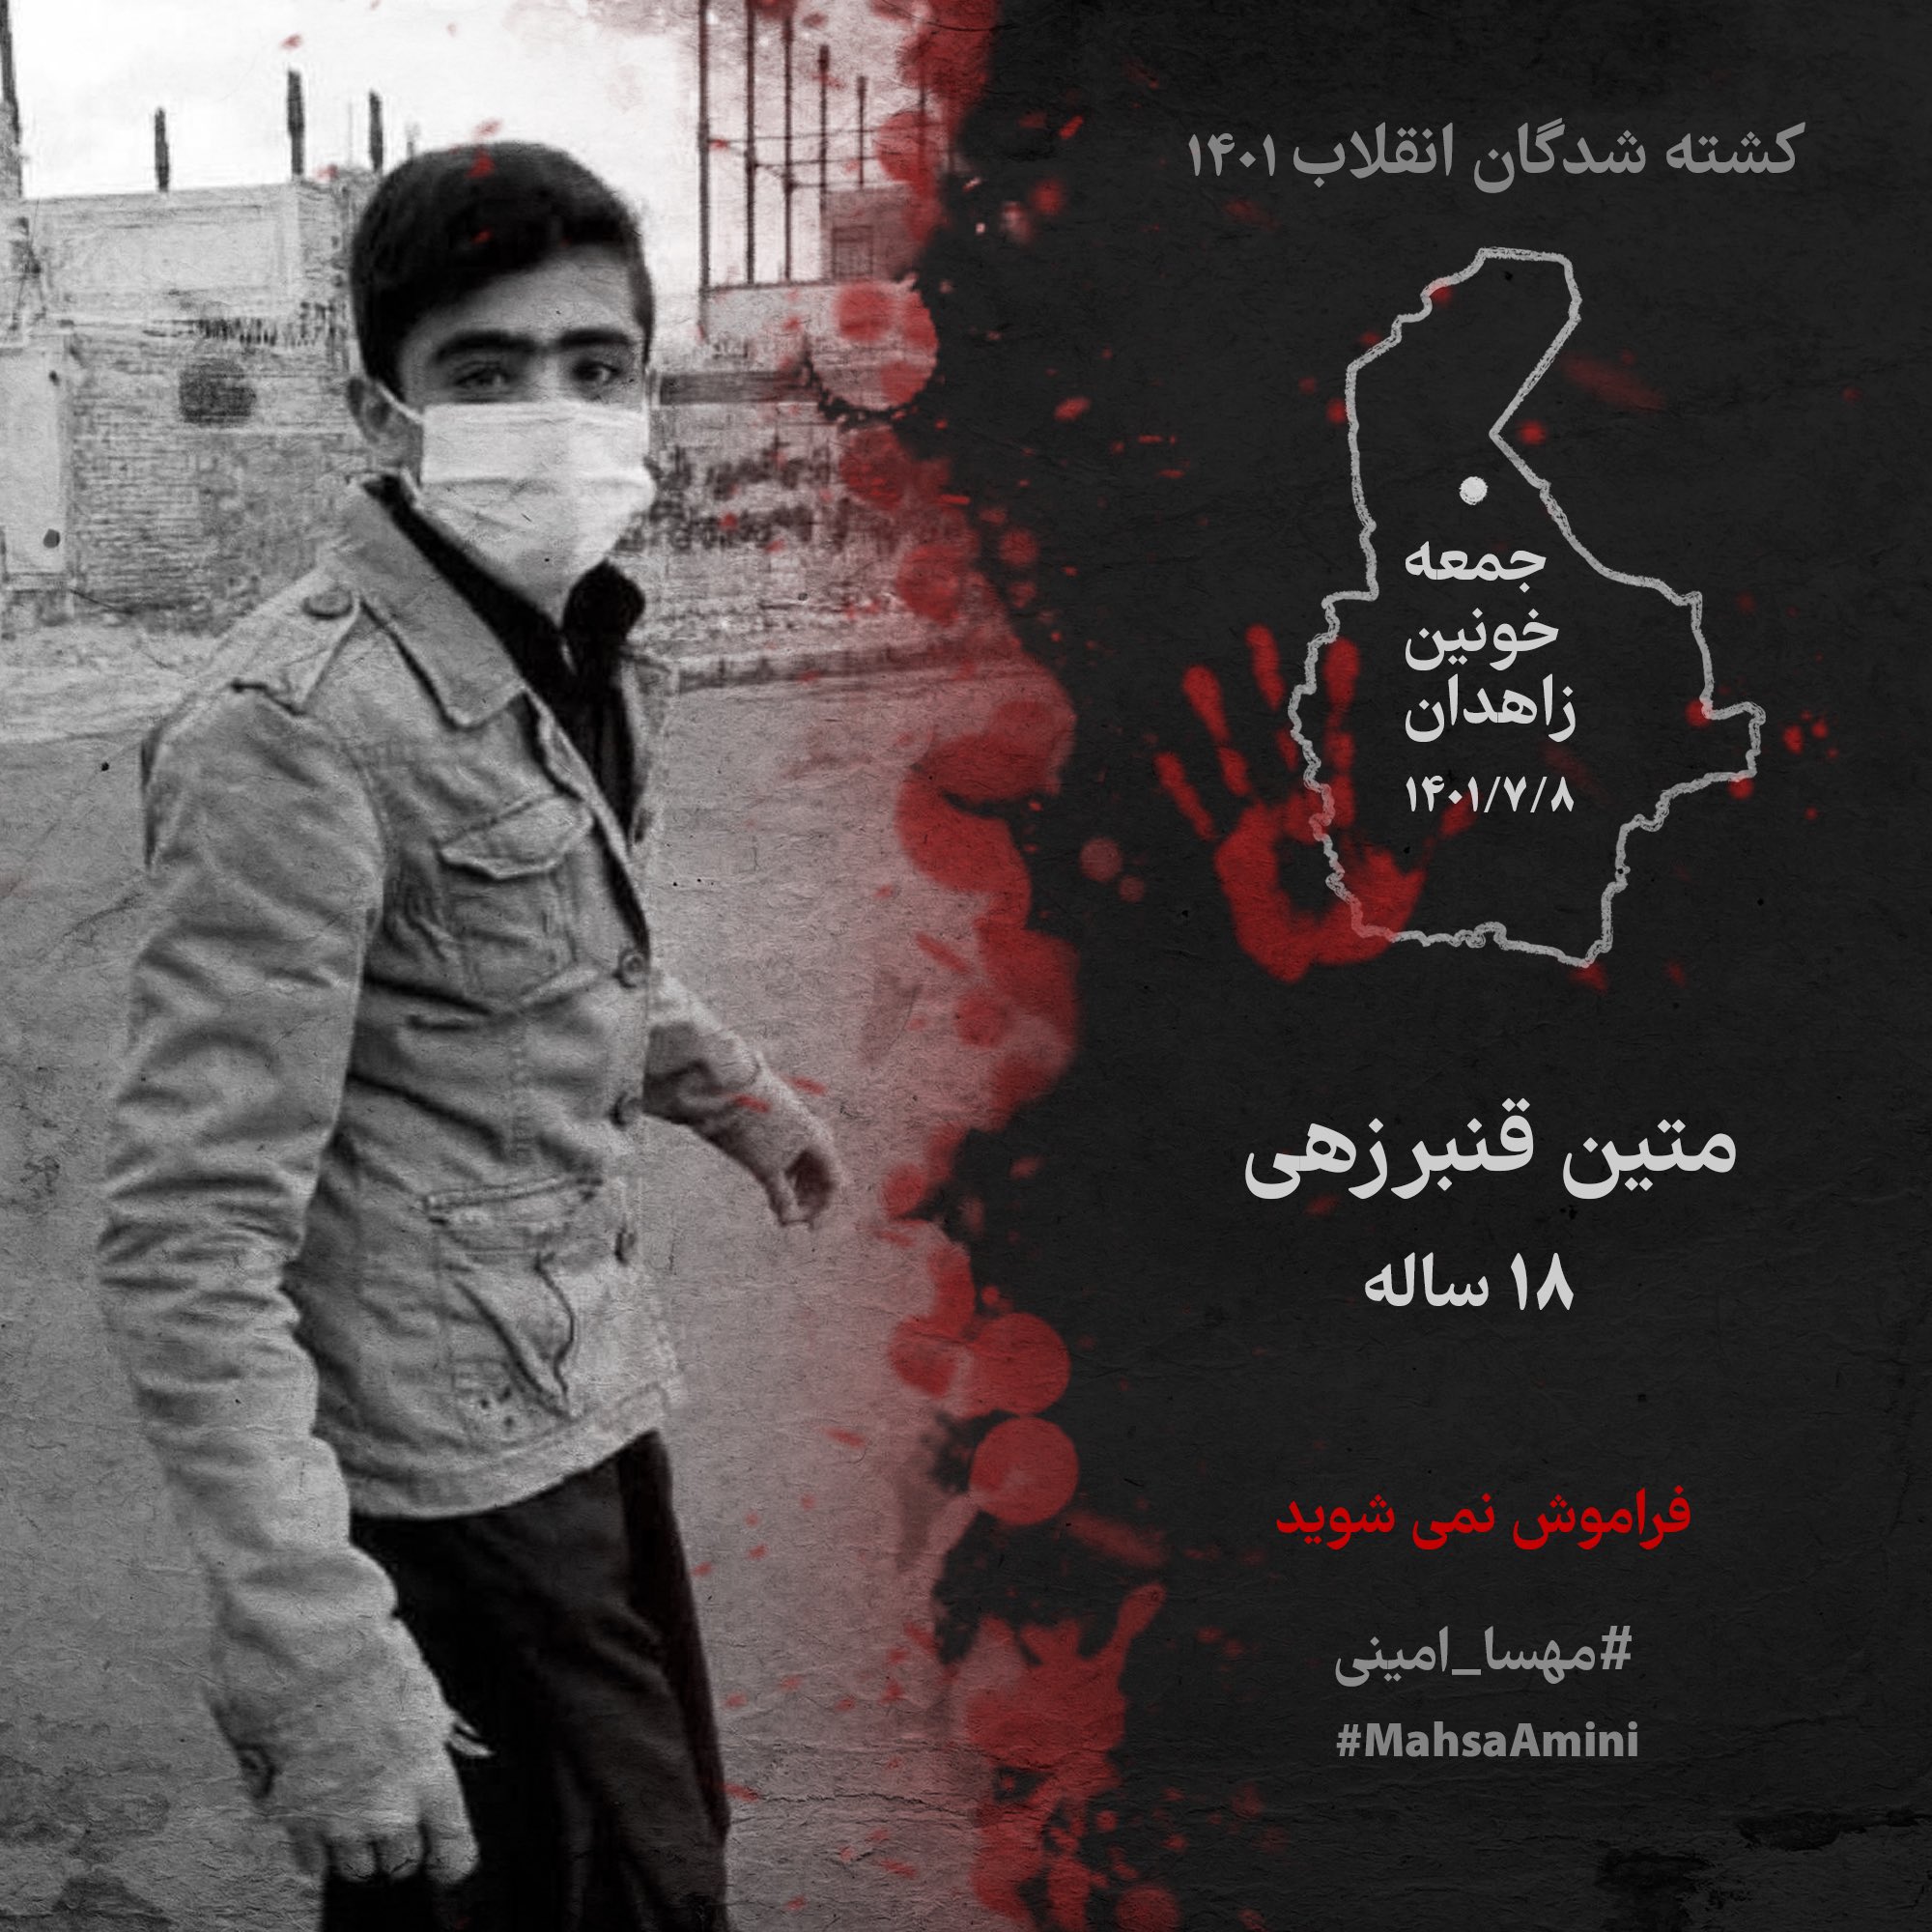 کشته شدگان انقلاب ۱۴۰۱
جمعه
خونین
زاهدان
۱۴۰۱/۷/۸
متین قنبرزهی
۱۸ ساله
فراموش نمی شوید
#مهسا_امینی
#MahsaAmini